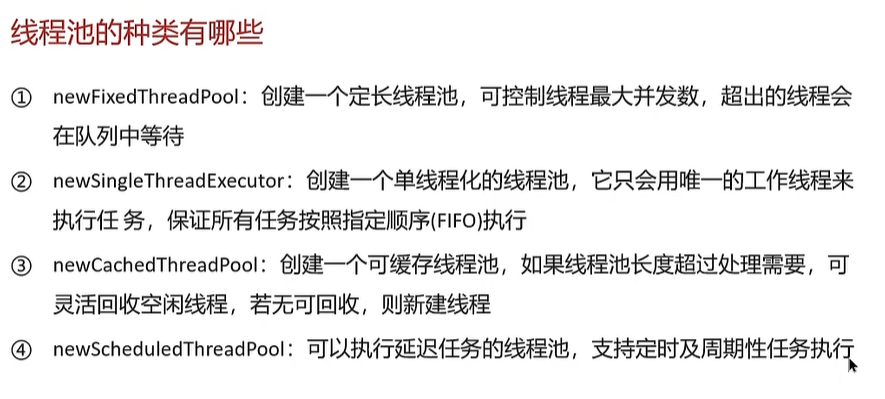 线程池的种类有哪些
① newFixedThreadPool：创建一个定长线程池，可控制线程最大并发数，超出的线程会
在队列中等待
② newSingleThreadExecutor：创建一个单线程化的线程池，它只会用唯一的工作线程来
执行任 务，保证所有任务按照指定顺序(FIFO)执行
③ newCachedThreadPool：创建一个可缓存线程池，如果线程池长度超过处理需要，可
灵活回收空闲线程，若无可回收，则新建线程
④ newScheduledThreadPool：可以执行延迟任务的线程池，支持定时及周期性任务执行